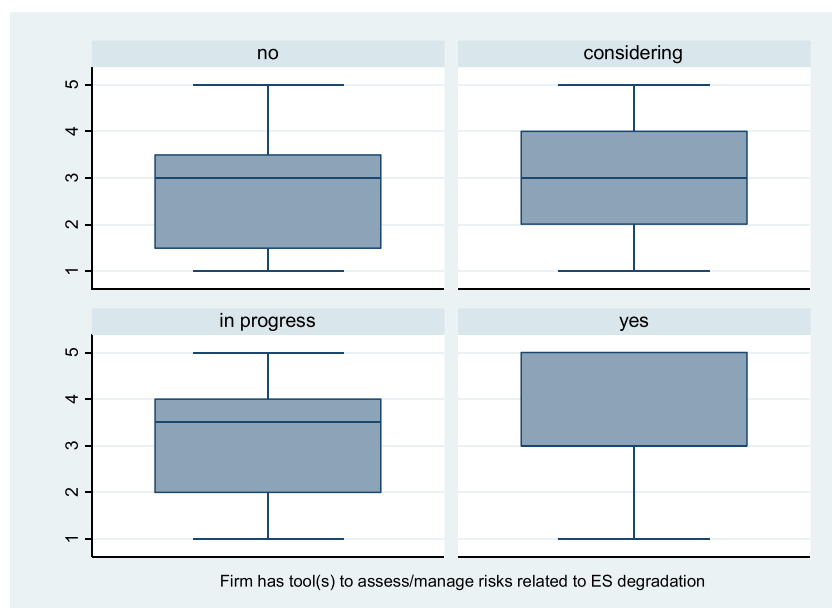 no
considering
5
4
3
2
1
in progress
yes
5
4
3
2
1
Firm has tool(s) to assess/manage risks related to ES degradation